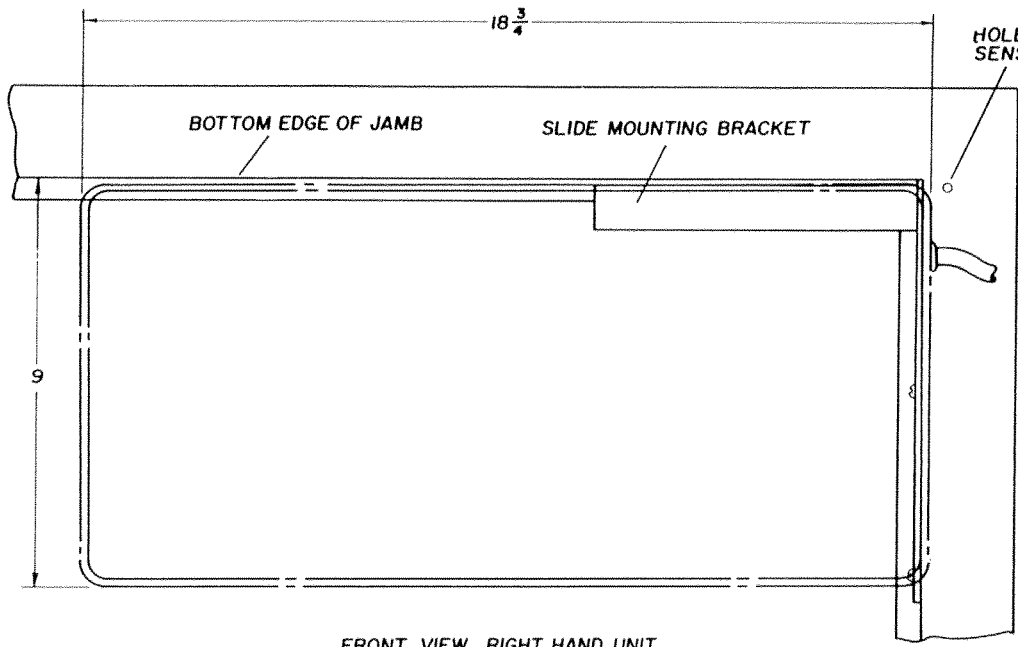 18 3/4
HOLE
SENS
BOTTOM EDGE OF JAMB
SLIDE MOUNTING BRACKET
9
FRONT VIEW RIGHT HAND UNIT